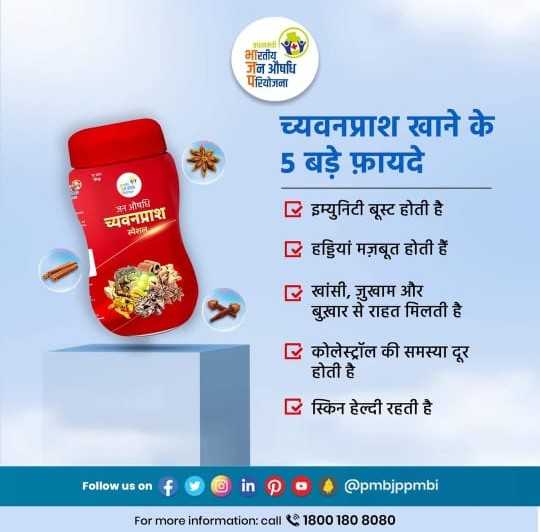 प्रधानमंत्री
भारतीय
जन औषधि
परियोजना
च्यवनप्राश खाने के
5 बड़े फ़ायदे
इम्युनिटी बूस्ट होती है
हड्डियां मज़बूत होती हैं
खांसी, जुखाम और
बुख़ार से राहत मिलती है
कोलेस्ट्रॉल की समस्या दूर
होती है
स्किन हेल्दी रहती है
जन औषधि
च्यवनप्राश
स्पेशल
Follow us on
@pmbjppmbi
For more information: call 1800 180 8080